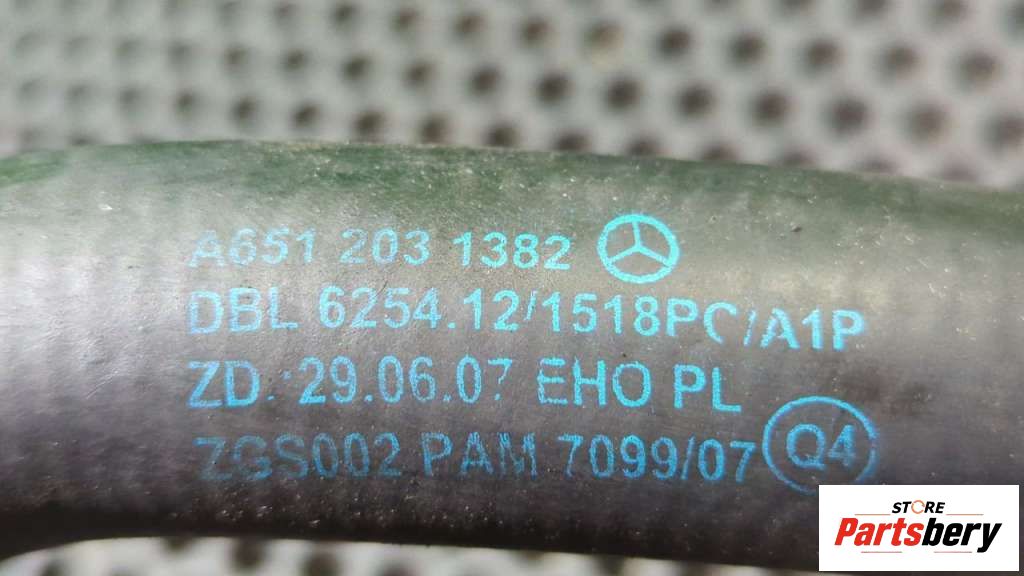 A651 203 1382
DBL 6254.12/1518PC/A1P
ZD.:29.06.07 EHO PL
ZGS002 PAM 7099/07 Q4
STORE
Partsbery